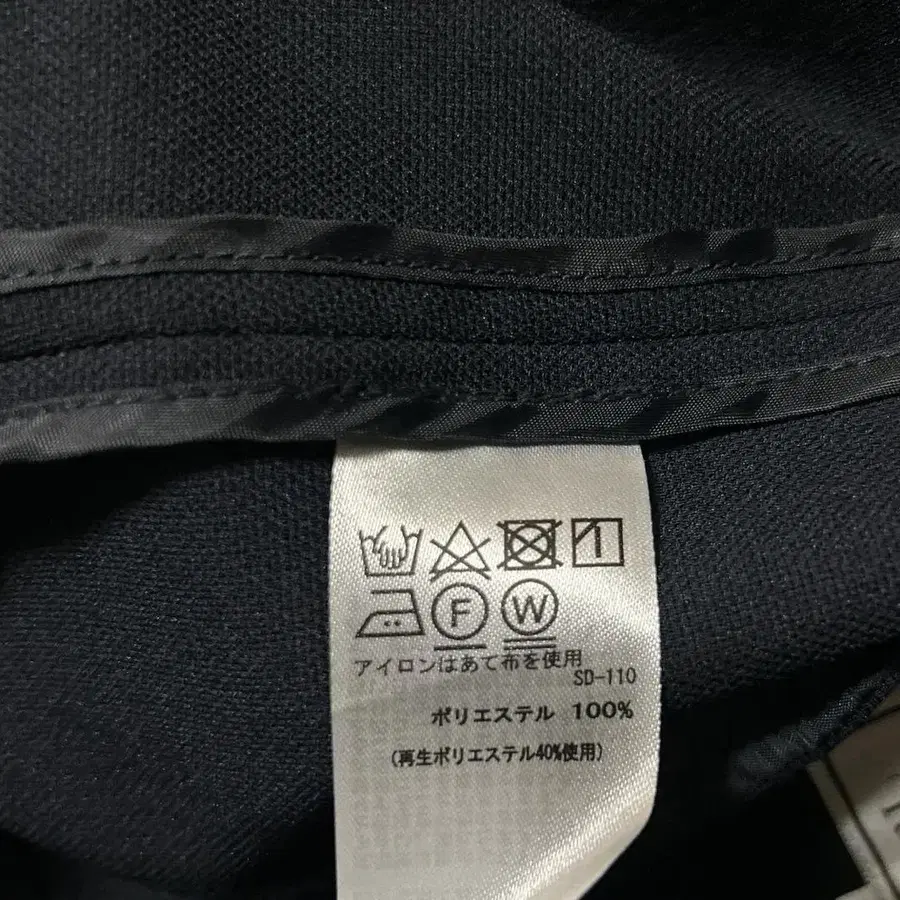 F W
アイロンはあて布を使用
SD-110
ポリエステル 100%
(再生ポリエステル40%使用)